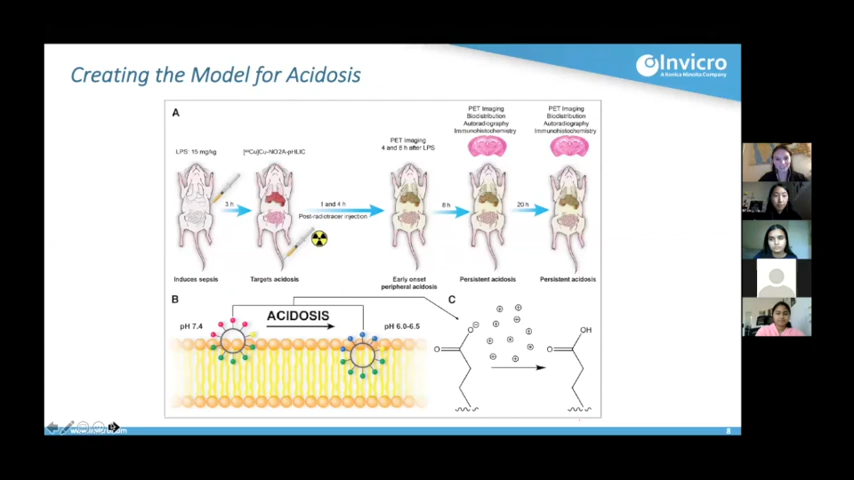 Creating the Model for Acidosis
Invicro
A Konica Minolta Company
A
LPS: 15 mg/kg
[⁶⁴Cu]Cu-NO2A-pHLIC
PET Imaging
4 and 8 h after LPS
PET Imaging
Biodistribution
Autoradiography
Immunohistochemistry
PET Imaging
Biodistribution
Autoradiography
Immunohistochemistry
3 h
1 and 4 h
Post-radiotracer injection
8 h
20 h
Induces sepsis
Targets acidosis
Early onset
peripheral acidosis
Persistent acidosis
Persistent acidosis
B
pH 7.4
ACIDOSIS
pH 6.0-6.5
C
O
O
OH
O
8